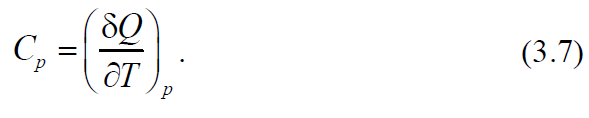 C_p = (δQ/∂T)_p. (3.7)